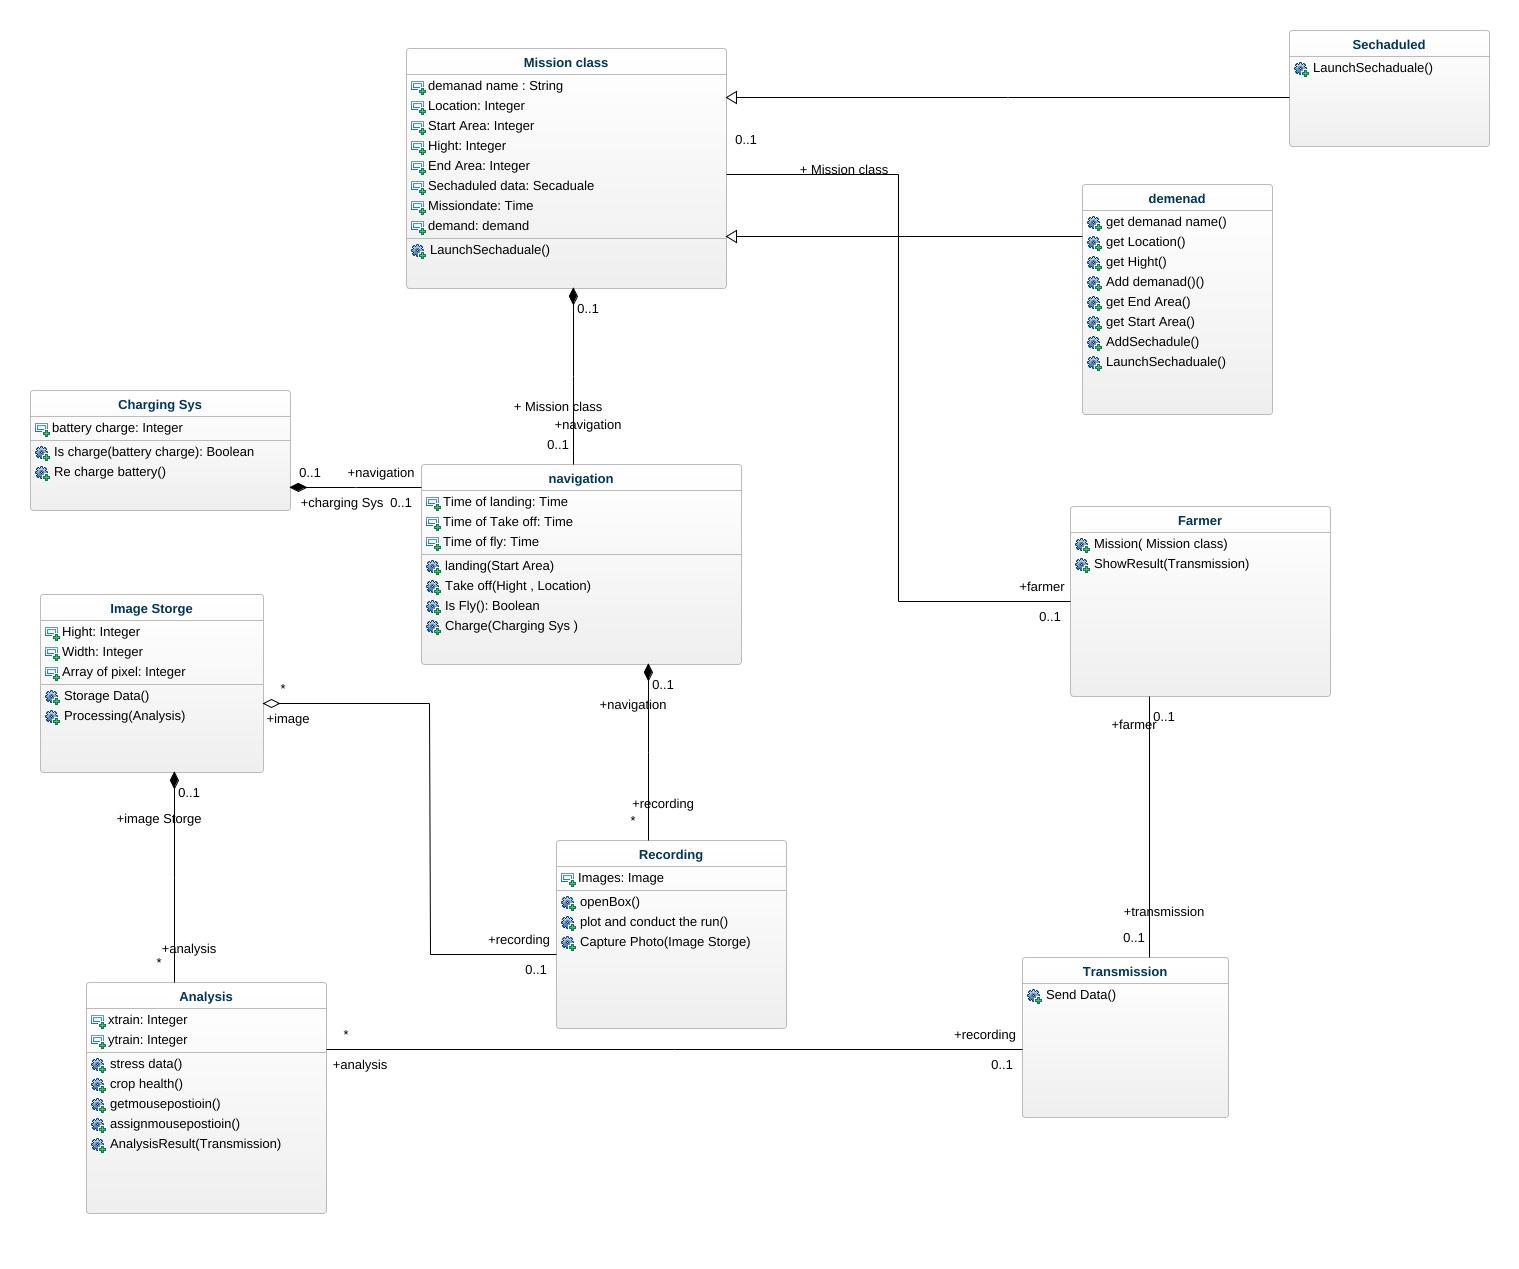 Mission class
demanad name : String
Location: Integer
Start Area: Integer
Hight: Integer
End Area: Integer
Sechaduled data: Secaduale
Missiondate: Time
demand: demand
LaunchSechaduale()
Sechaduled
LaunchSechaduale()
0..1
+ Mission class
demenad
get demanad name()
get Location()
get Hight()
Add demanad()()
get End Area()
get Start Area()
AddSechadule()
LaunchSechaduale()
0..1
+ Mission class
+navigation
0..1
Charging Sys
battery charge: Integer
Is charge(battery charge): Boolean
Re charge battery()
0..1
+navigation
+charging Sys
0..1
navigation
Time of landing: Time
Time of Take off: Time
Time of fly: Time
landing(Start Area)
Take off(Hight , Location)
Is Fly(): Boolean
Charge(Charging Sys )
Farmer
Mission( Mission class)
ShowResult(Transmission)
+farmer
0..1
Image Storge
Hight: Integer
Width: Integer
Array of pixel: Integer
Storage Data()
Processing(Analysis)
*
+image
0..1
+navigation
0..1
+farmer
0..1
+image Storge
+recording
*
Recording
Images: Image
openBox()
plot and conduct the run()
Capture Photo(Image Storge)
+recording
0..1
+transmission
0..1
+analysis
*
Analysis
xtrain: Integer
ytrain: Integer
stress data()
crop health()
getmousepostioin()
assignmousepostioin()
AnalysisResult(Transmission)
*
+analysis
+recording
0..1
Transmission
Send Data()